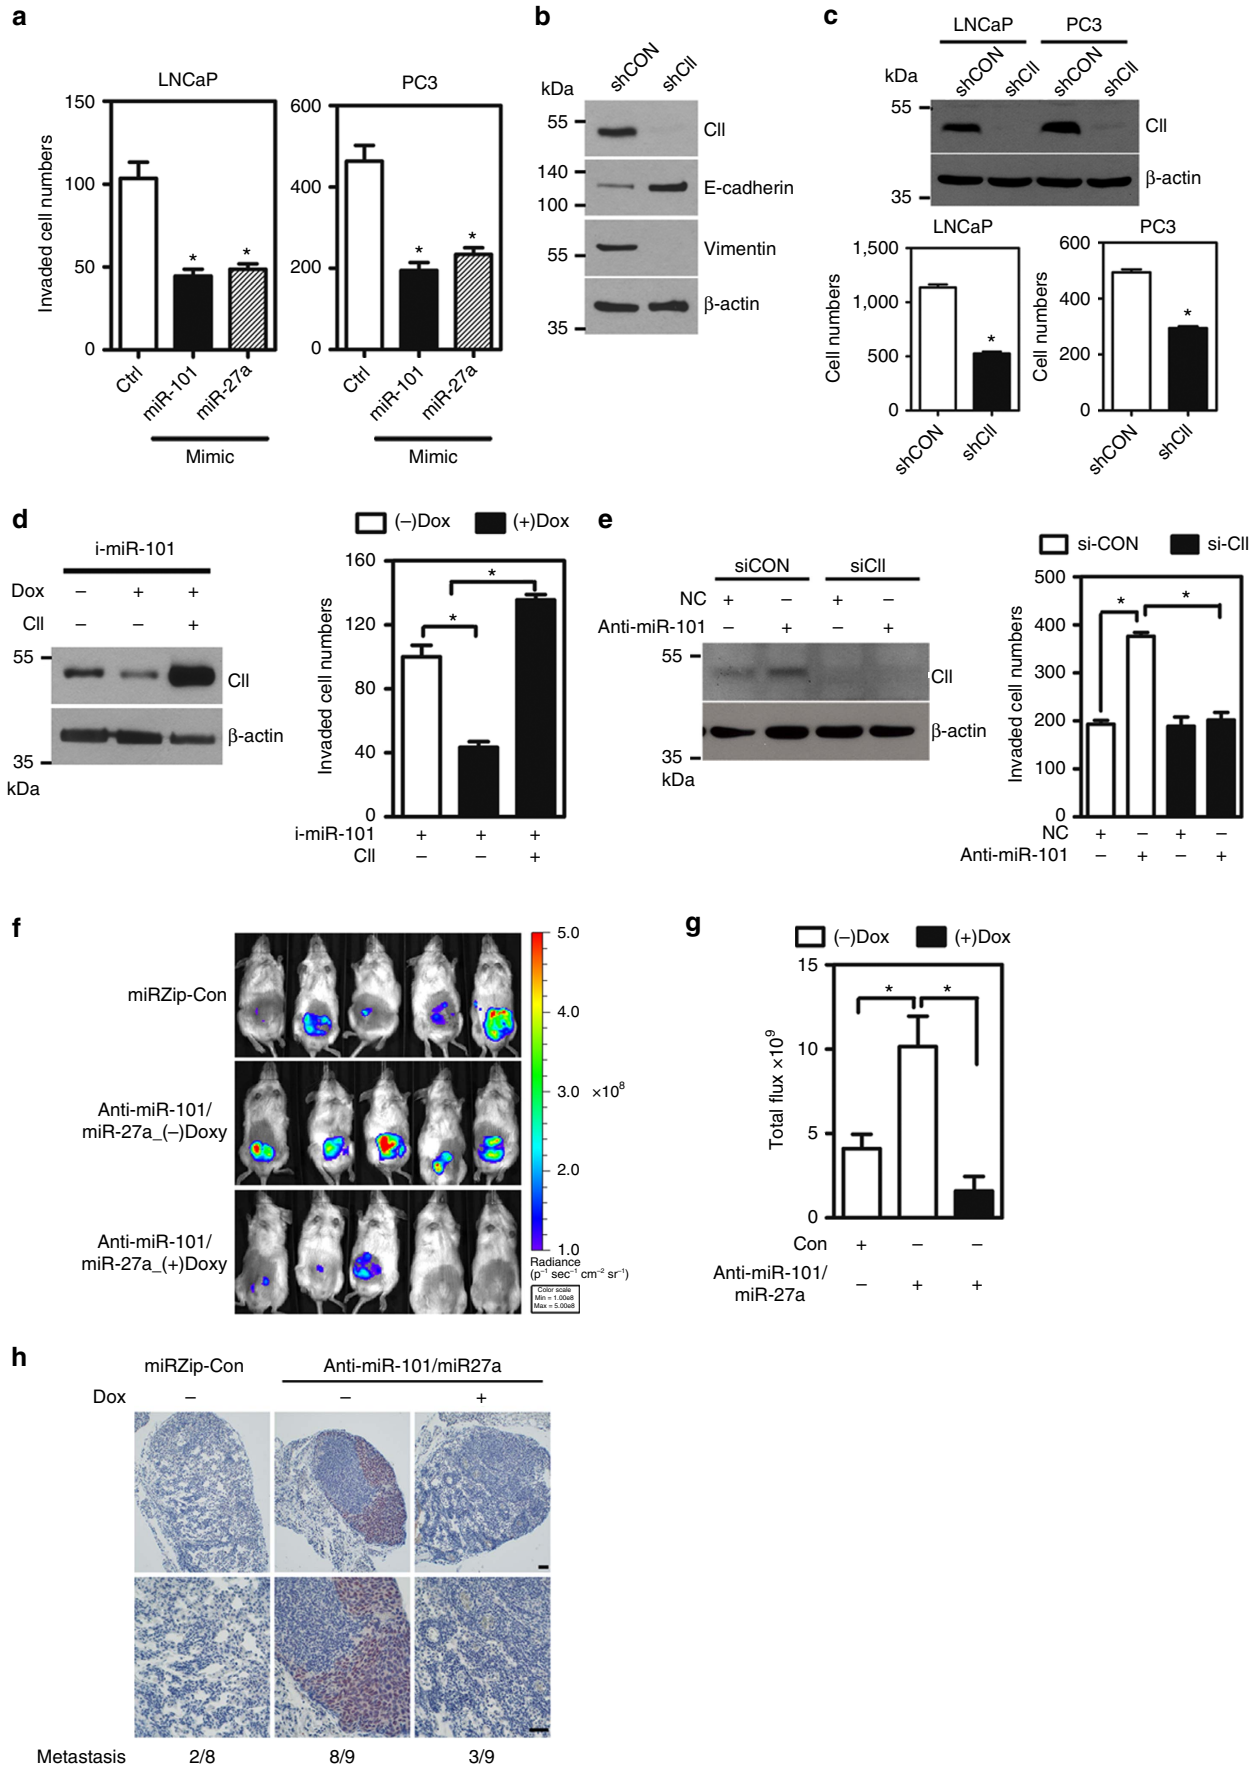 a
LNCaP
PC3
Invaded cell numbers
150
100
50
0
600
400
200
0
* *
* *
Ctrl miR-101 miR-27a
Ctrl miR-101 miR-27a
Mimic
Mimic
b
kDa
shCON shCII
55 CII
140
100 E-cadherin
55 Vimentin
β-actin
35
c
LNCaP PC3
kDa
shCON shCII shCON shCII
55 CII
β-actin
35
LNCaP
Cell numbers
1,500
1,000
500
0
*
shCON shCII
PC3
Cell numbers
600
400
200
0
*
shCON shCII
d
i-miR-101
Dox – + +
CII – – +
55
CII
β-actin
35
kDa
(–)Dox (+)Dox
Invaded cell numbers
160
120
80
40
0
* *
i-miR-101 + + +
CII – – +
e
siCON siCII
NC + – + –
Anti-miR-101 – + – +
55
CII
β-actin
35
kDa
si-CON si-CII
Invaded cell numbers
500
400
300
200
100
0
* *
NC + – + –
Anti-miR-101 – + – +
f
miRZip-Con
Anti-miR-101/
miR-27a_(–)Doxy
Anti-miR-101/
miR-27a_(+)Doxy
5.0
4.0
3.0 ×10⁸
2.0
1.0
Radiance
(p⁻¹ sec⁻¹ cm⁻² sr⁻¹)
Color scale
Min = 1.00e8
Max = 5.00e8
g
(–)Dox (+)Dox
Total flux ×10⁹
15
10
5
0
* *
Con + – –
Anti-miR-101/
miR-27a – + +
h
miRZip-Con Anti-miR-101/miR27a
Dox – – +
Metastasis 2/8 8/9 3/9